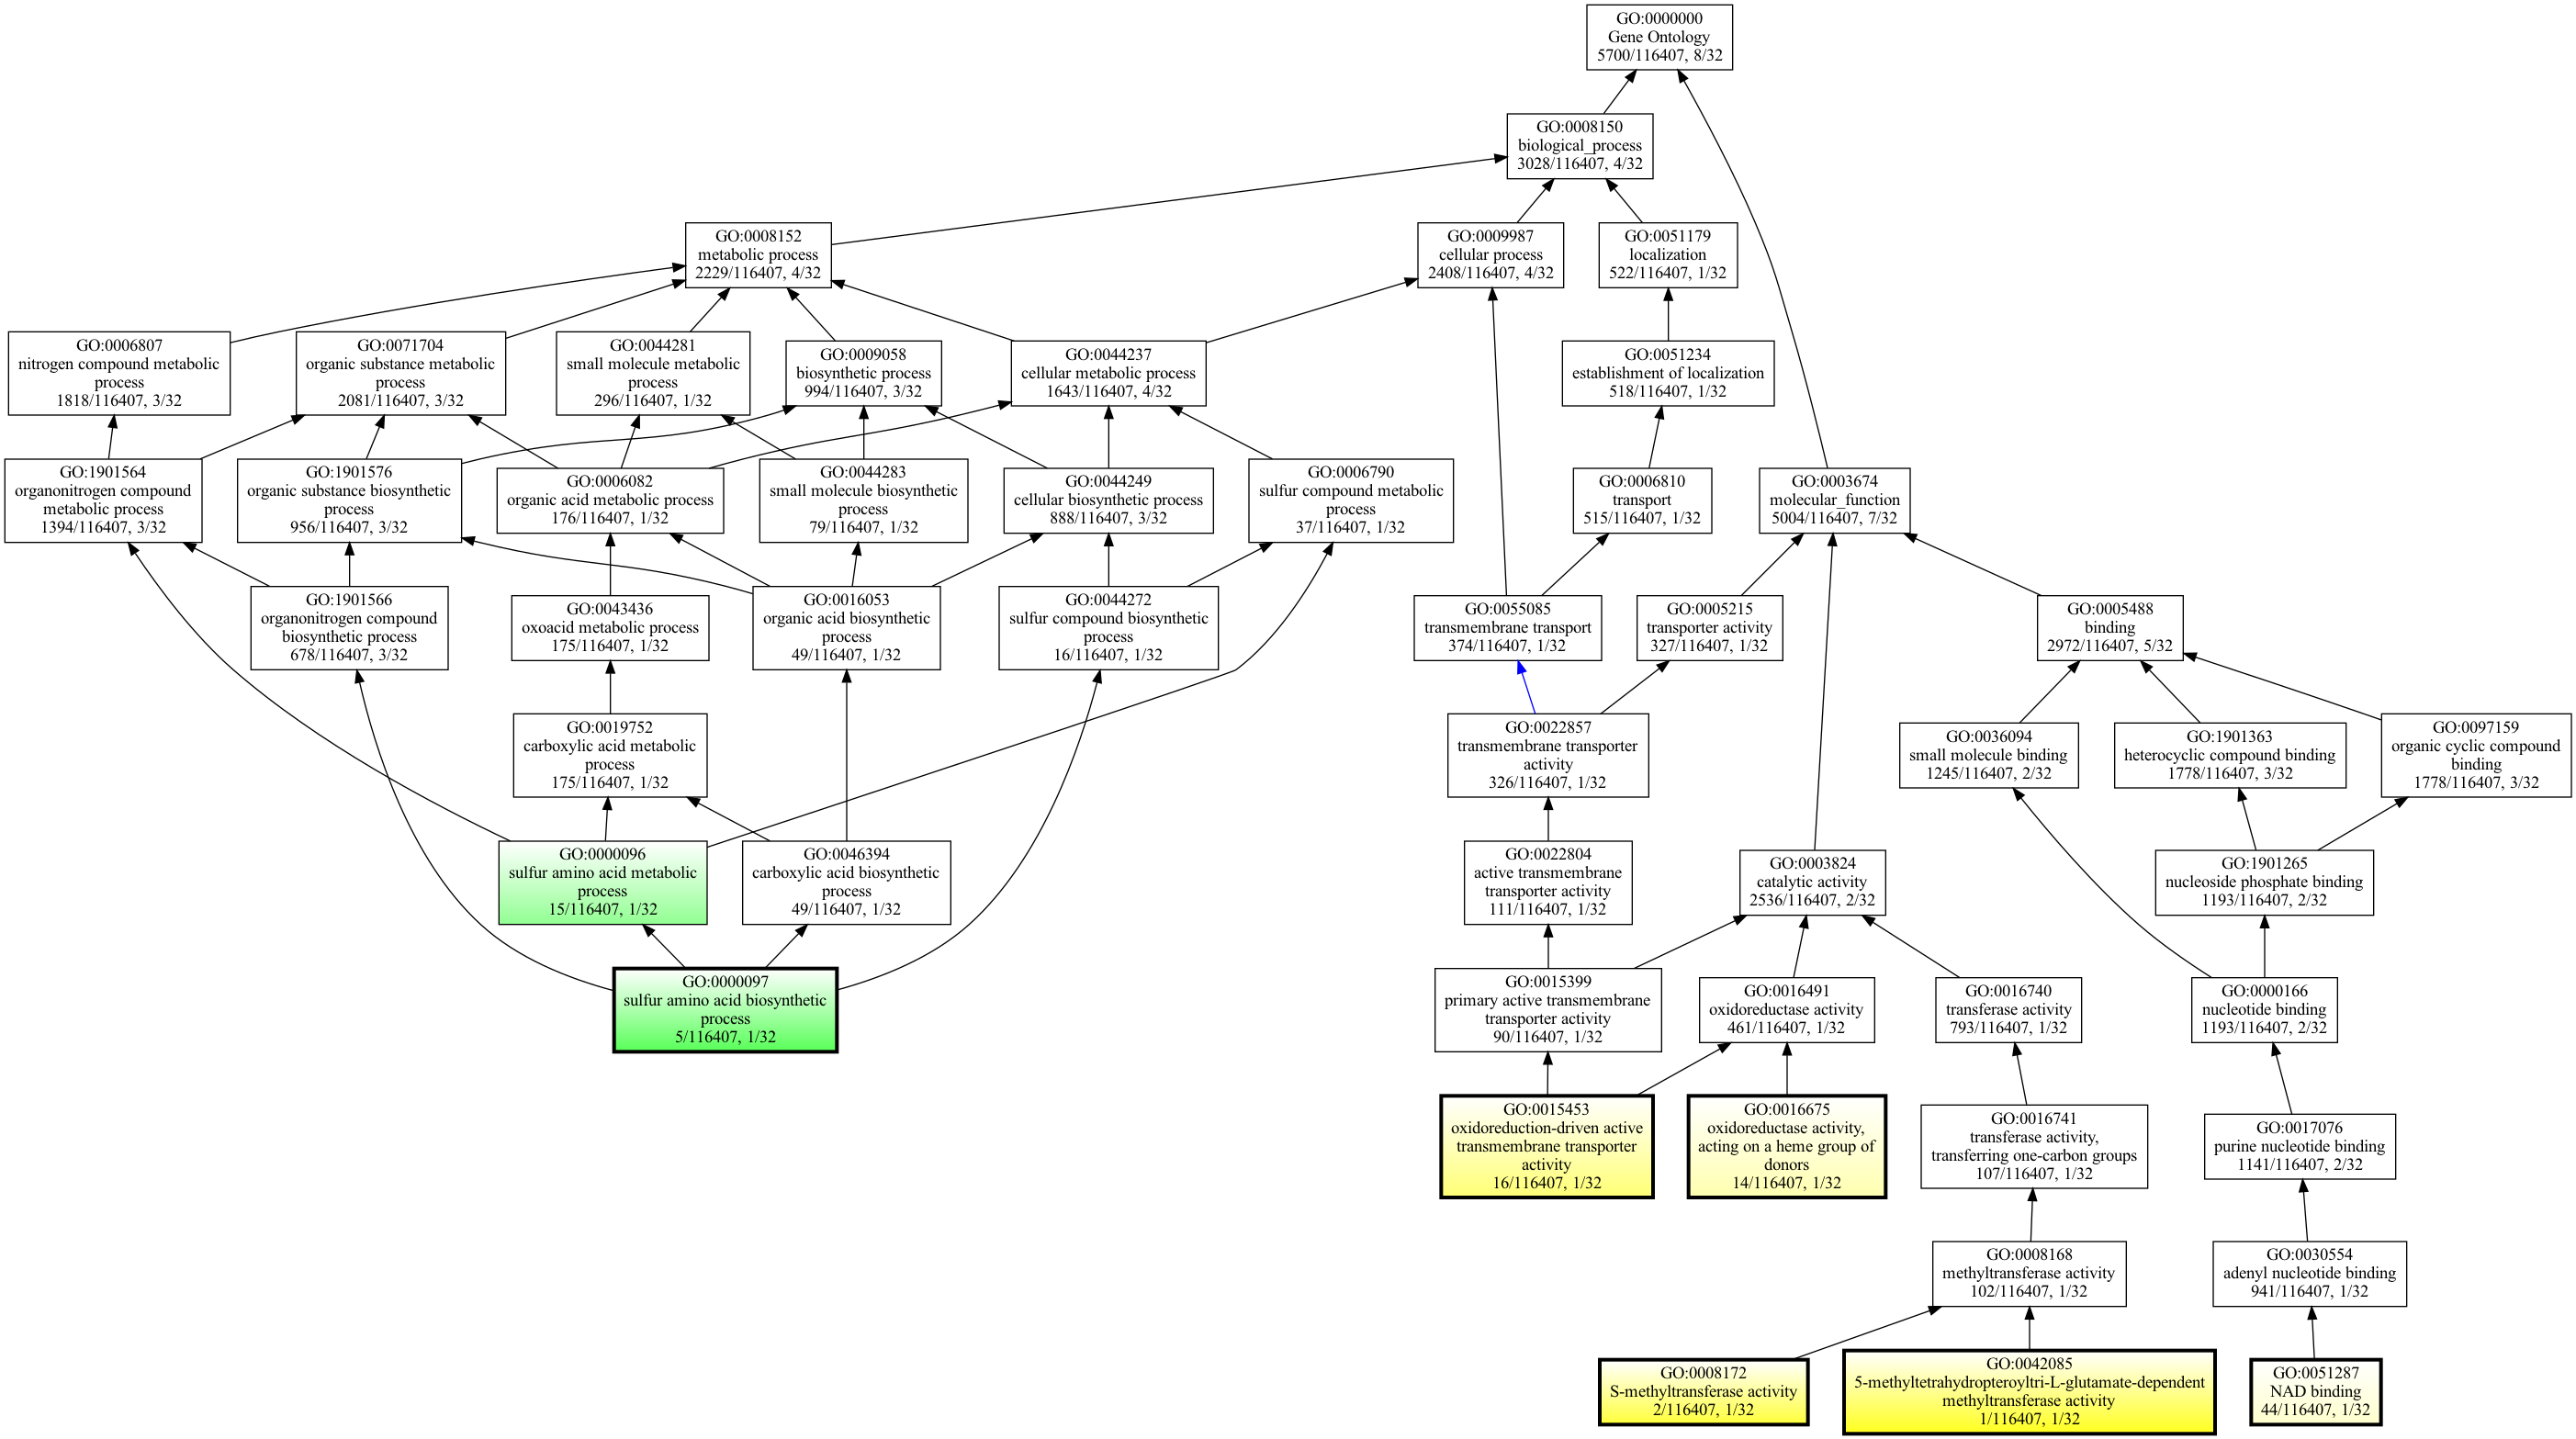 GO:0000000
Gene Ontology
5700/116407, 8/32
GO:0008150
biological_process
3028/116407, 4/32
GO:0008152
metabolic process
2229/116407, 4/32
GO:0009987
cellular process
2408/116407, 4/32
GO:0051179
localization
522/116407, 1/32
GO:0006807
nitrogen compound metabolic
process
1818/116407, 3/32
GO:0071704
organic substance metabolic
process
2081/116407, 3/32
GO:0044281
small molecule metabolic
process
296/116407, 1/32
GO:0009058
biosynthetic process
994/116407, 3/32
GO:0044237
cellular metabolic process
1643/116407, 4/32
GO:0051234
establishment of localization
518/116407, 1/32
GO:1901564
organonitrogen compound
metabolic process
1394/116407, 3/32
GO:1901576
organic substance biosynthetic
process
956/116407, 3/32
GO:0006082
organic acid metabolic process
176/116407, 1/32
GO:0044283
small molecule biosynthetic
process
79/116407, 1/32
GO:0044249
cellular biosynthetic process
888/116407, 3/32
GO:0006790
sulfur compound metabolic
process
37/116407, 1/32
GO:0006810
transport
515/116407, 1/32
GO:0003674
molecular_function
5004/116407, 7/32
GO:1901566
organonitrogen compound
biosynthetic process
678/116407, 3/32
GO:0043436
oxoacid metabolic process
175/116407, 1/32
GO:0016053
organic acid biosynthetic
process
49/116407, 1/32
GO:0044272
sulfur compound biosynthetic
process
16/116407, 1/32
GO:0055085
transmembrane transport
374/116407, 1/32
GO:0005215
transporter activity
327/116407, 1/32
GO:0005488
binding
2972/116407, 5/32
GO:0019752
carboxylic acid metabolic
process
175/116407, 1/32
GO:0022857
transmembrane transporter
activity
326/116407, 1/32
GO:0036094
small molecule binding
1245/116407, 2/32
GO:1901363
heterocyclic compound binding
1778/116407, 3/32
GO:0097159
organic cyclic compound
binding
1778/116407, 3/32
GO:0000096
sulfur amino acid metabolic
process
15/116407, 1/32
GO:0046394
carboxylic acid biosynthetic
process
49/116407, 1/32
GO:0022804
active transmembrane
transporter activity
111/116407, 1/32
GO:0003824
catalytic activity
2536/116407, 2/32
GO:1901265
nucleoside phosphate binding
1193/116407, 2/32
GO:0000097
sulfur amino acid biosynthetic
process
5/116407, 1/32
GO:0015399
primary active transmembrane
transporter activity
90/116407, 1/32
GO:0016491
oxidoreductase activity
461/116407, 1/32
GO:0016740
transferase activity
793/116407, 1/32
GO:0000166
nucleotide binding
1193/116407, 2/32
GO:0015453
oxidoreduction-driven active
transmembrane transporter
activity
16/116407, 1/32
GO:0016675
oxidoreductase activity,
acting on a heme group of
donors
14/116407, 1/32
GO:0016741
transferase activity,
transferring one-carbon groups
107/116407, 1/32
GO:0017076
purine nucleotide binding
1141/116407, 2/32
GO:0008168
methyltransferase activity
102/116407, 1/32
GO:0030554
adenyl nucleotide binding
941/116407, 1/32
GO:0008172
S-methyltransferase activity
2/116407, 1/32
GO:0042085
5-methyltetrahydropteroyltri-L-glutamate-dependent
methyltransferase activity
1/116407, 1/32
GO:0051287
NAD binding
44/116407, 1/32